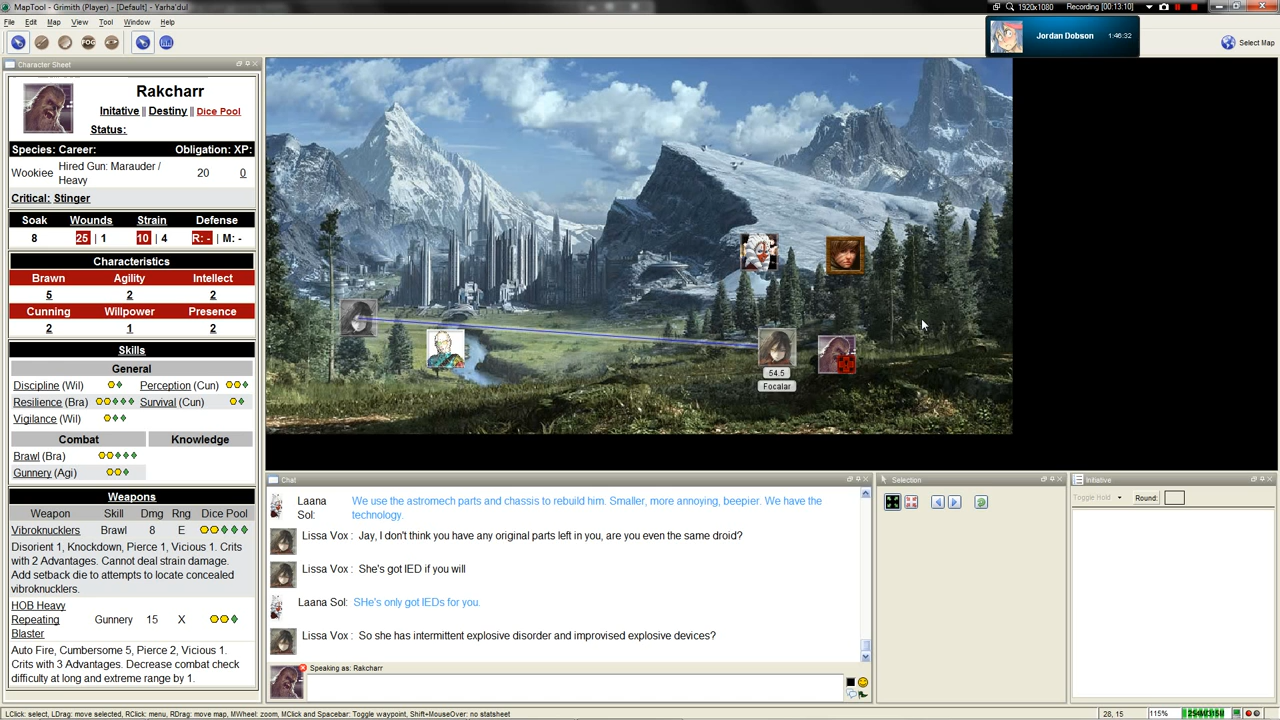 MapTool - Grimith (Player) - [Default] - Yarha'dul
1920x1080
Recording [00:13:10]
File Edit Map View Tool Window Help
FOG
Jordan Dobson 1:46:32
Select Map
Character Sheet
Rakcharr
Initative || Destiny || Dice Pool
Status:
Species: Career: Obligation: XP:
Wookiee Hired Gun: Marauder / Heavy 20 0
Critical: Stinger
Soak Wounds Strain Defense
8 25 | 1 10 | 4 R: - | M: -
Characteristics
Brawn Agility Intellect
5 2 2
Cunning Willpower Presence
2 1 2
Skills
General
Discipline (Wil) Perception (Cun)
Resilience (Bra) Survival (Cun)
Vigilance (Wil)
Combat Knowledge
Brawl (Bra)
Gunnery (Agi)
Weapons
Weapon Skill Dmg Rng Dice Pool
Vibroknucklers Brawl 8 E
Disorient 1, Knockdown, Pierce 1, Vicious 1. Crits
with 2 Advantages. Cannot deal strain damage.
Add setback die to attempts to locate concealed
vibroknucklers.
HOB Heavy
Repeating Gunnery 15 X
Blaster
Auto Fire, Cumbersome 5, Pierce 2, Vicious 1.
Crits with 3 Advantages. Decrease combat check
difficulty at long and extreme range by 1.
54.5
Focalar
Chat
Laana Sol: We use the astromech parts and chassis to rebuild him. Smaller, more annoying, beepier. We have the
technology.
Lissa Vox : Jay, I don't think you have any original parts left in you, are you even the same droid?
Lissa Vox : She's got IED if you will
Laana Sol: SHe's only got IEDs for you.
Lissa Vox : So she has intermittent explosive disorder and improvised explosive devices?
Speaking as: Rakcharr
Selection
Initiative
Toggle Hold Round:
LClick: select, LDrag: move selected, RClick: menu, RDrag: move map, MWheel: zoom, MClick and Spacebar: Toggle waypoint, Shift+MouseOver: no statsheet
28, 15
115%